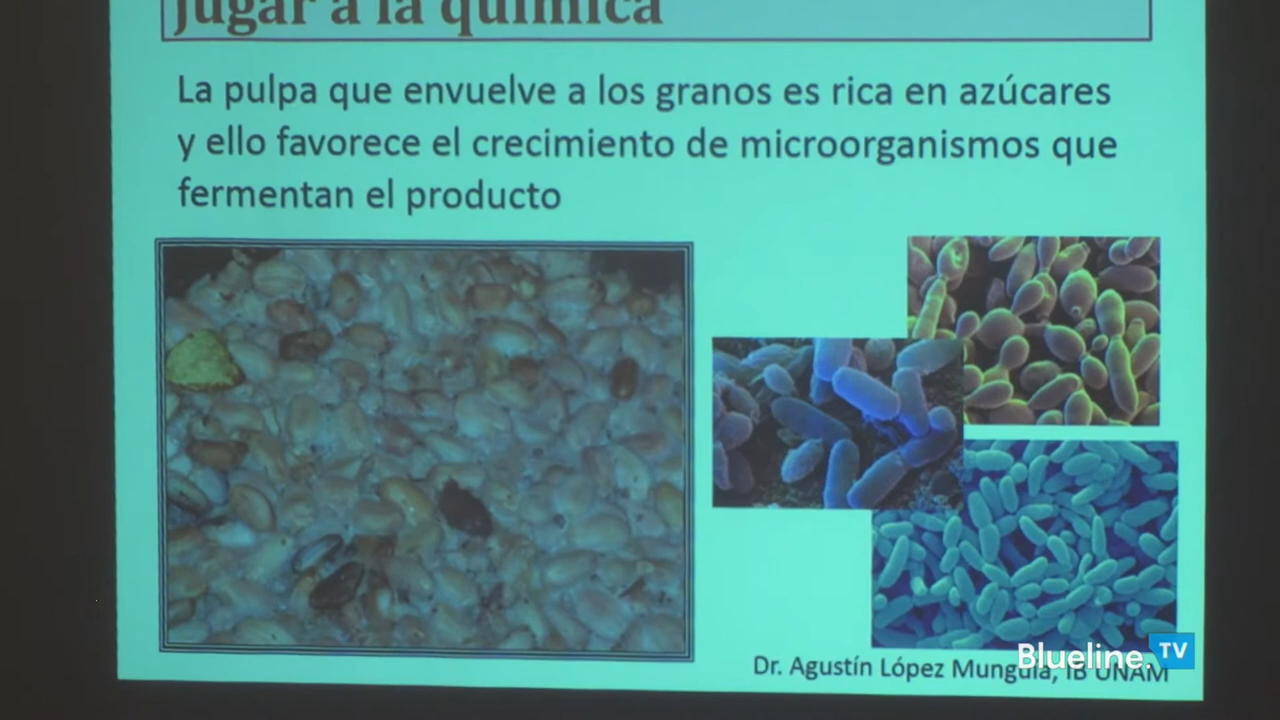 jugar a la química
La pulpa que envuelve a los granos es rica en azúcares
y ello favorece el crecimiento de microorganismos que
fermentan el producto
Dr. Agustín López Munguía, IB UNAM
Blueline. TV